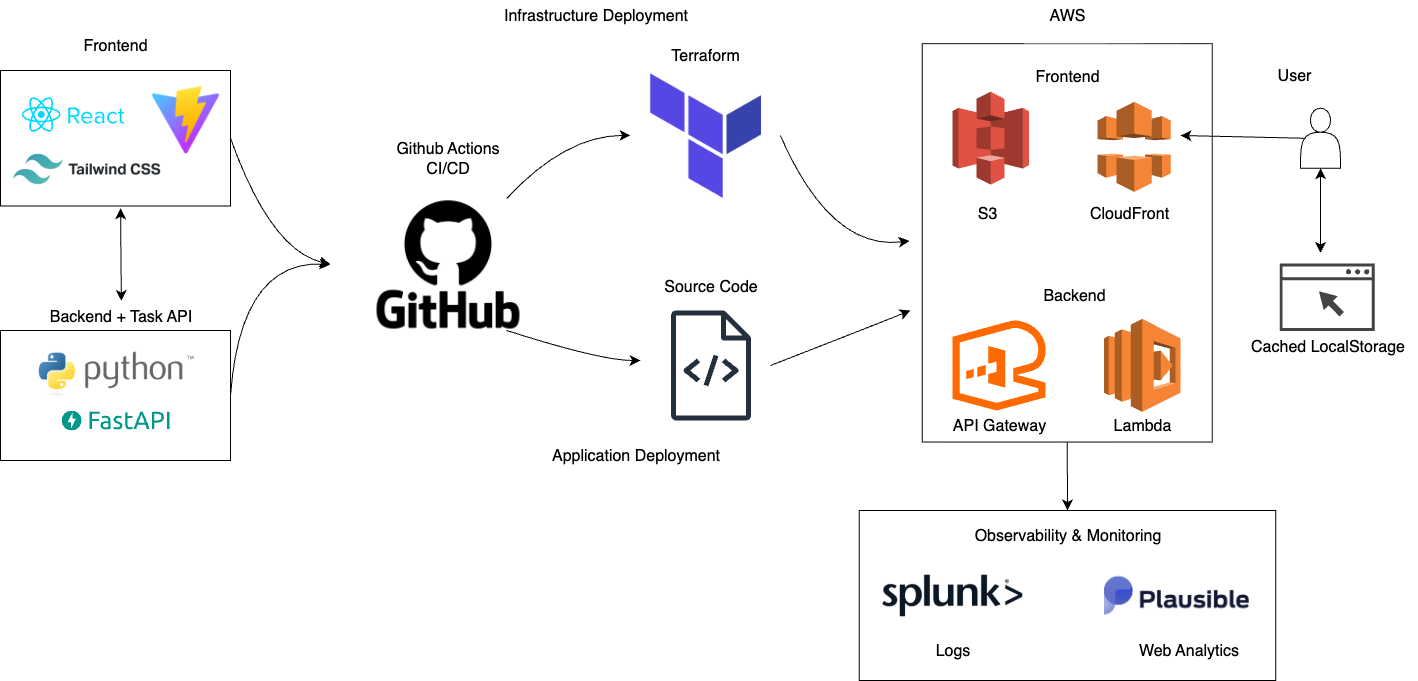 Infrastructure Deployment
AWS
Frontend
Terraform
Frontend
User
React
Tailwind CSS
Github Actions
CI/CD
S3
CloudFront
GitHub
Source Code
Backend
Backend + Task API
Cached LocalStorage
python™
FastAPI
</>
API Gateway
Lambda
Application Deployment
Observability & Monitoring
splunk>
Plausible
Logs
Web Analytics